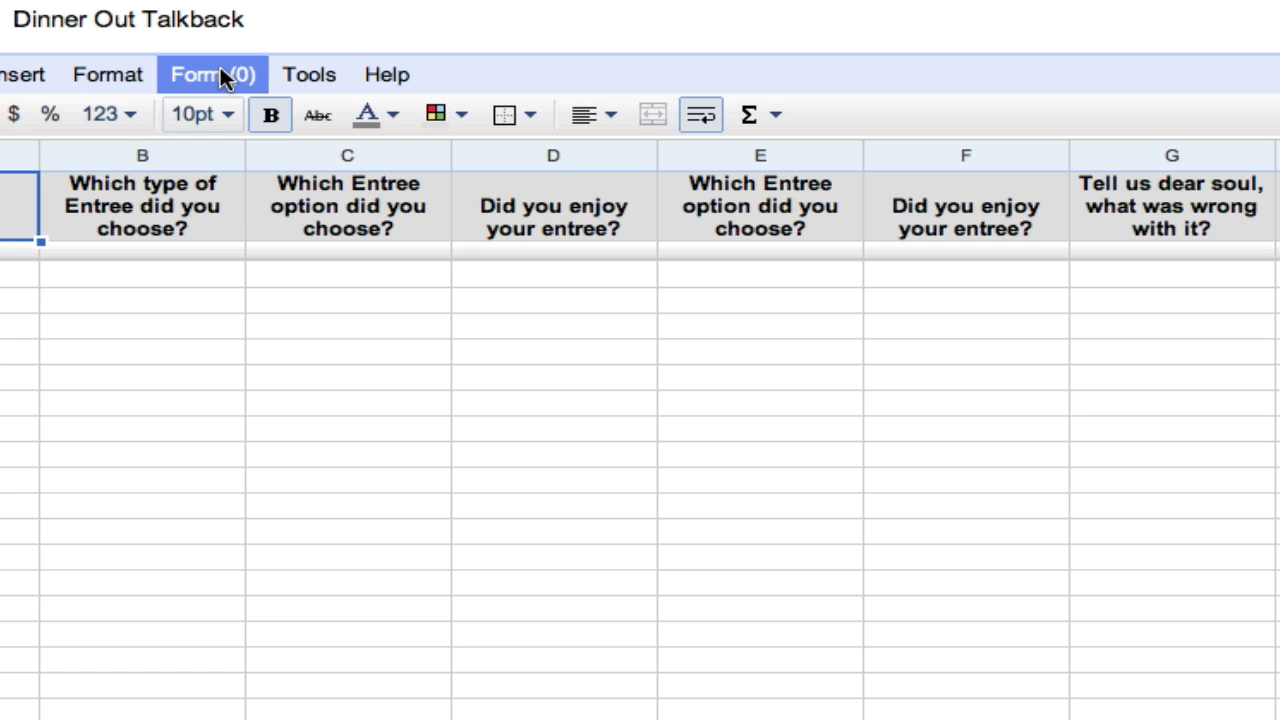 Dinner Out Talkback
nsert Format Form (0) Tools Help
$ % 123 10pt B Abc A Σ
B C D E F G
Which type of
Entree did you
choose?
Which Entree
option did you
choose?
Did you enjoy
your entree?
Which Entree
option did you
choose?
Did you enjoy
your entree?
Tell us dear soul,
what was wrong
with it?